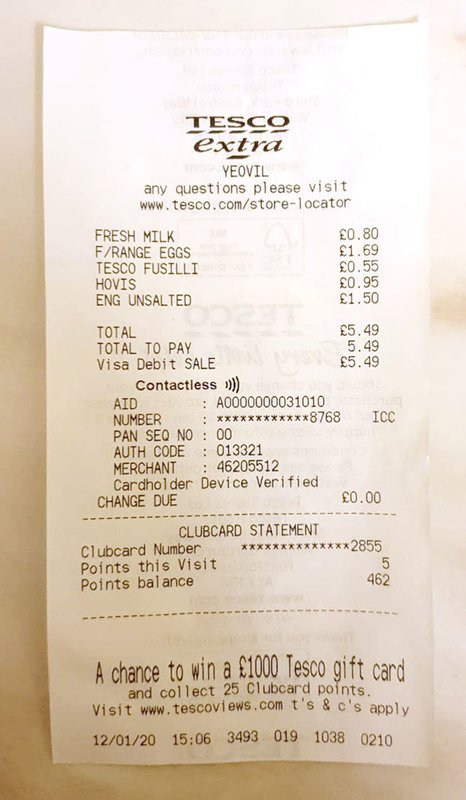 TESCO
extra
YEOVIL
any questions please visit
www.tesco.com/store-locator
FRESH MILK £0.80
F/RANGE EGGS £1.69
TESCO FUSILLI £0.55
HOVIS £0.95
ENG UNSALTED £1.50
TOTAL £5.49
TOTAL TO PAY 5.49
Visa Debit SALE £5.49
Contactless
AID : A0000000031010
NUMBER : ************8768 ICC
PAN SEQ NO : 00
AUTH CODE : 013321
MERCHANT : 46205512
Cardholder Device Verified
CHANGE DUE £0.00
CLUBCARD STATEMENT
Clubcard Number **************2855
Points this Visit 5
Points balance 462
A chance to win a £1000 Tesco gift card
and collect 25 Clubcard points.
Visit www.tescoviews.com t's & c's apply
12/01/20 15:06 3493 019 1038 0210